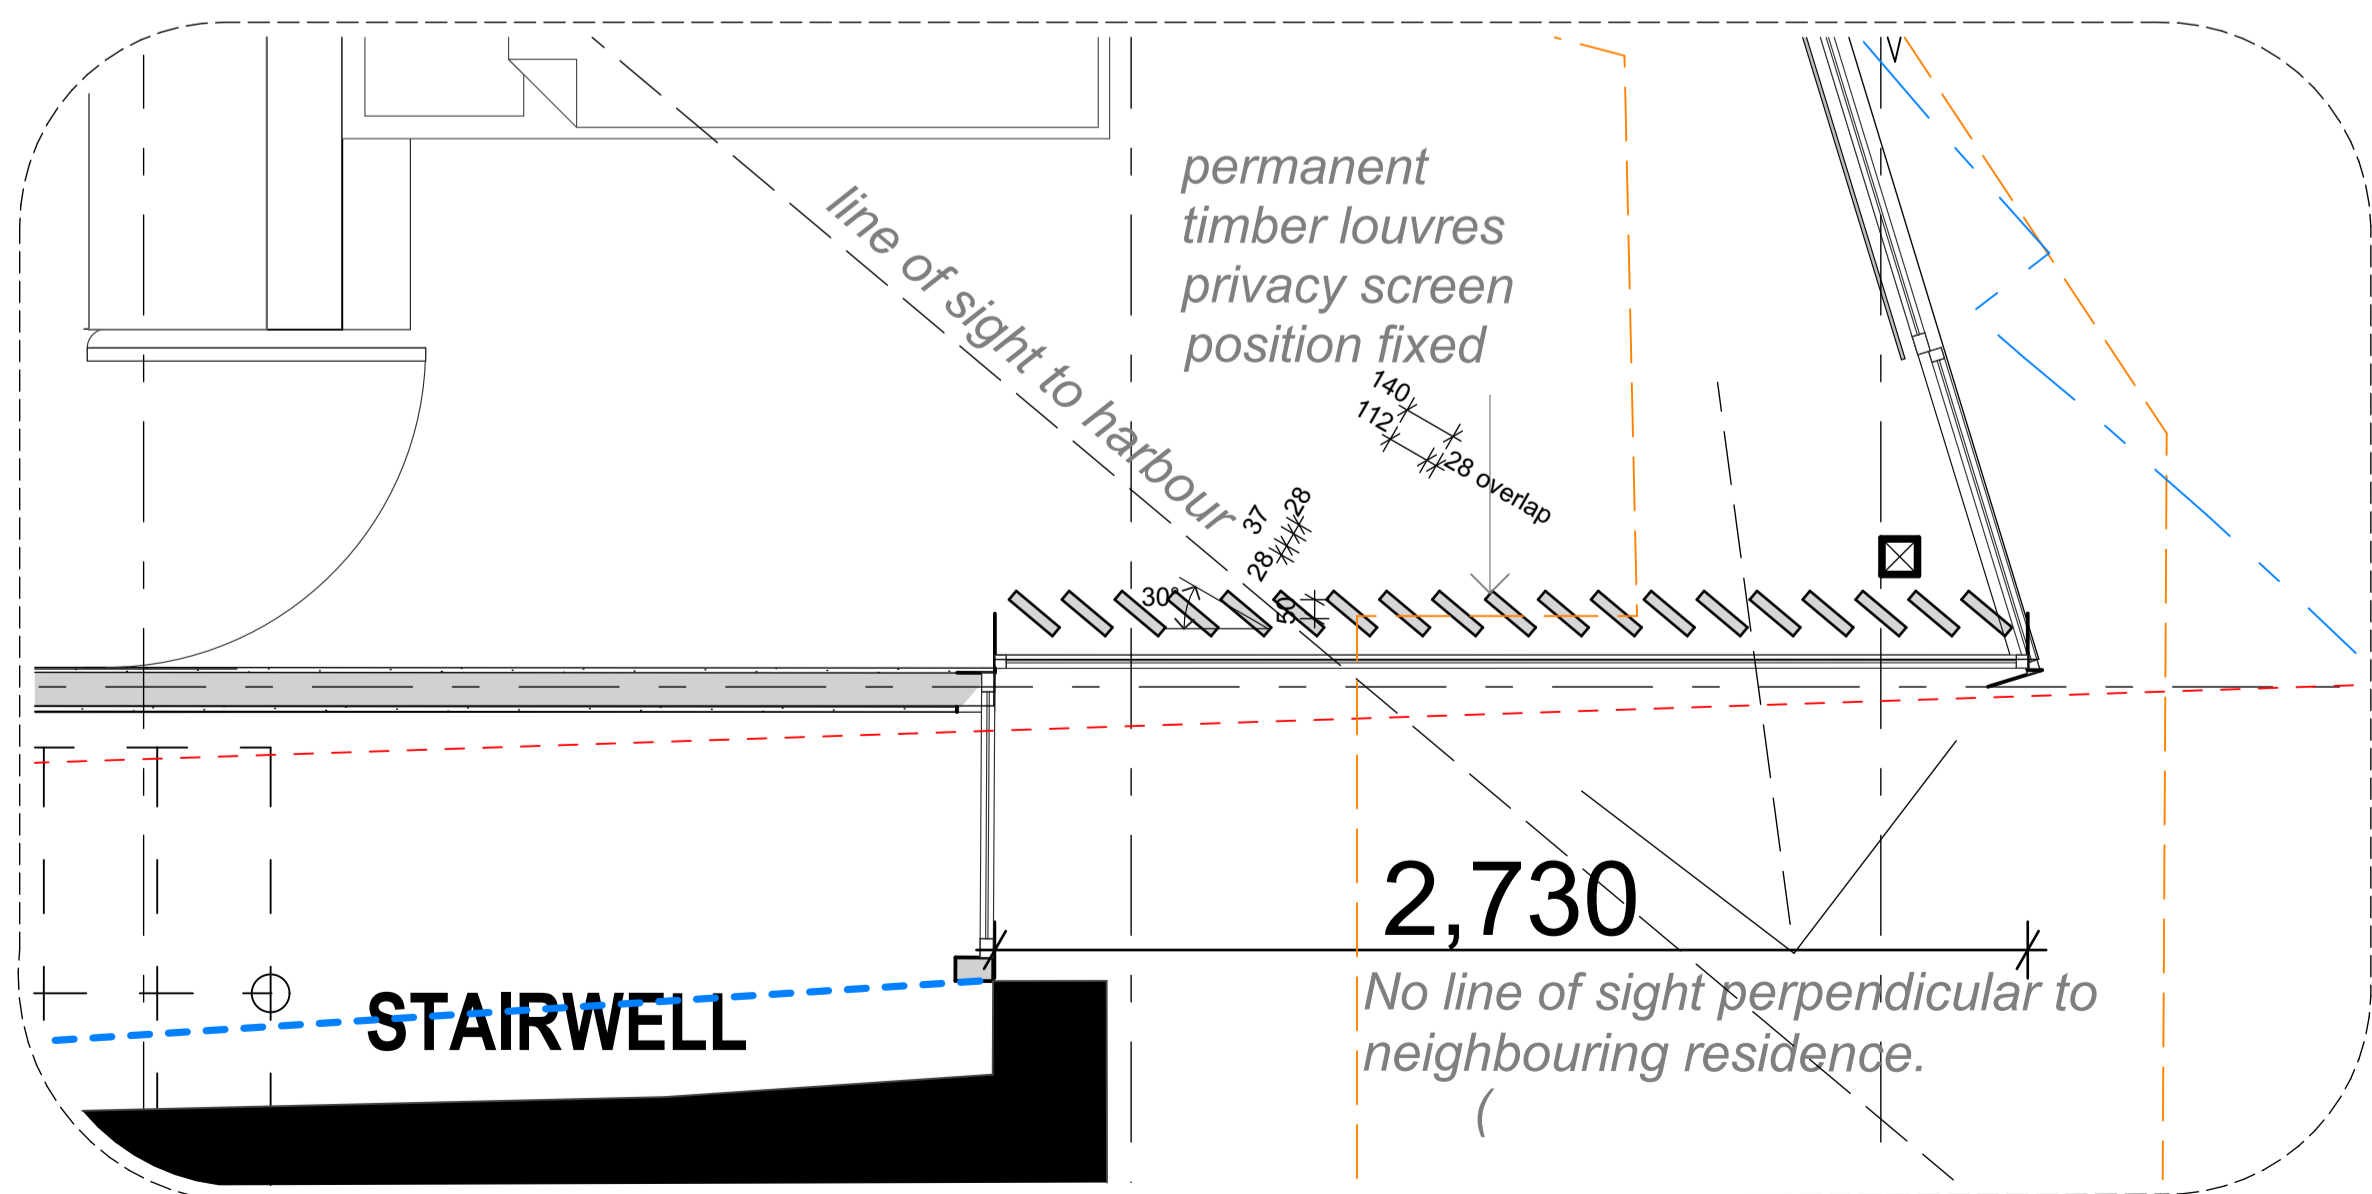 permanent
timber louvres
privacy screen
position fixed
line of sight to harbour
140
112
28 overlap
28
37
28
30°
50
2,730
No line of sight perpendicular to
neighbouring residence.
(
STAIRWELL